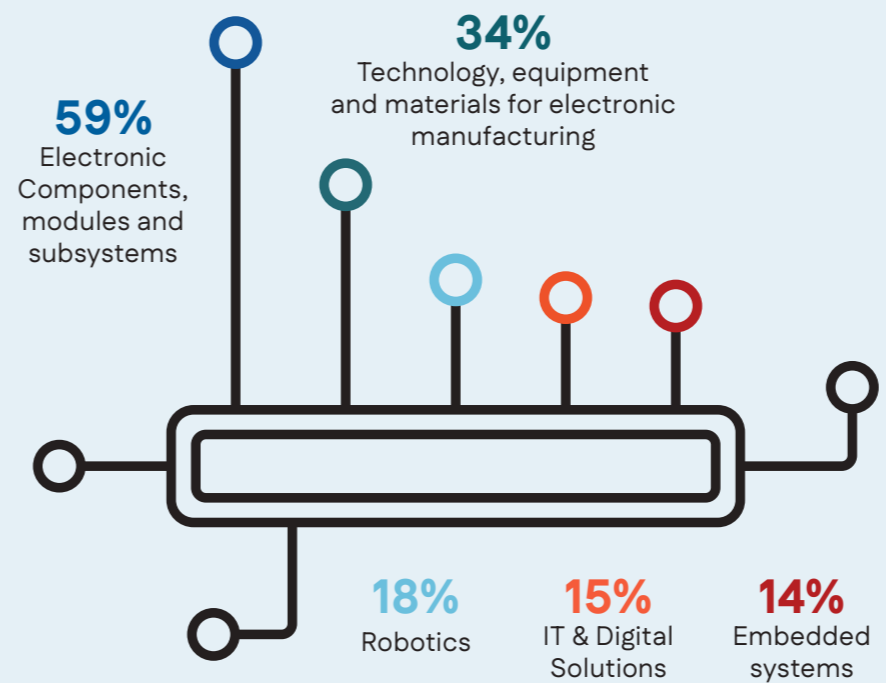 59%
Electronic
Components,
modules and
subsystems
34%
Technology, equipment
and materials for electronic
manufacturing
18%
Robotics
15%
IT & Digital
Solutions
14%
Embedded
systems